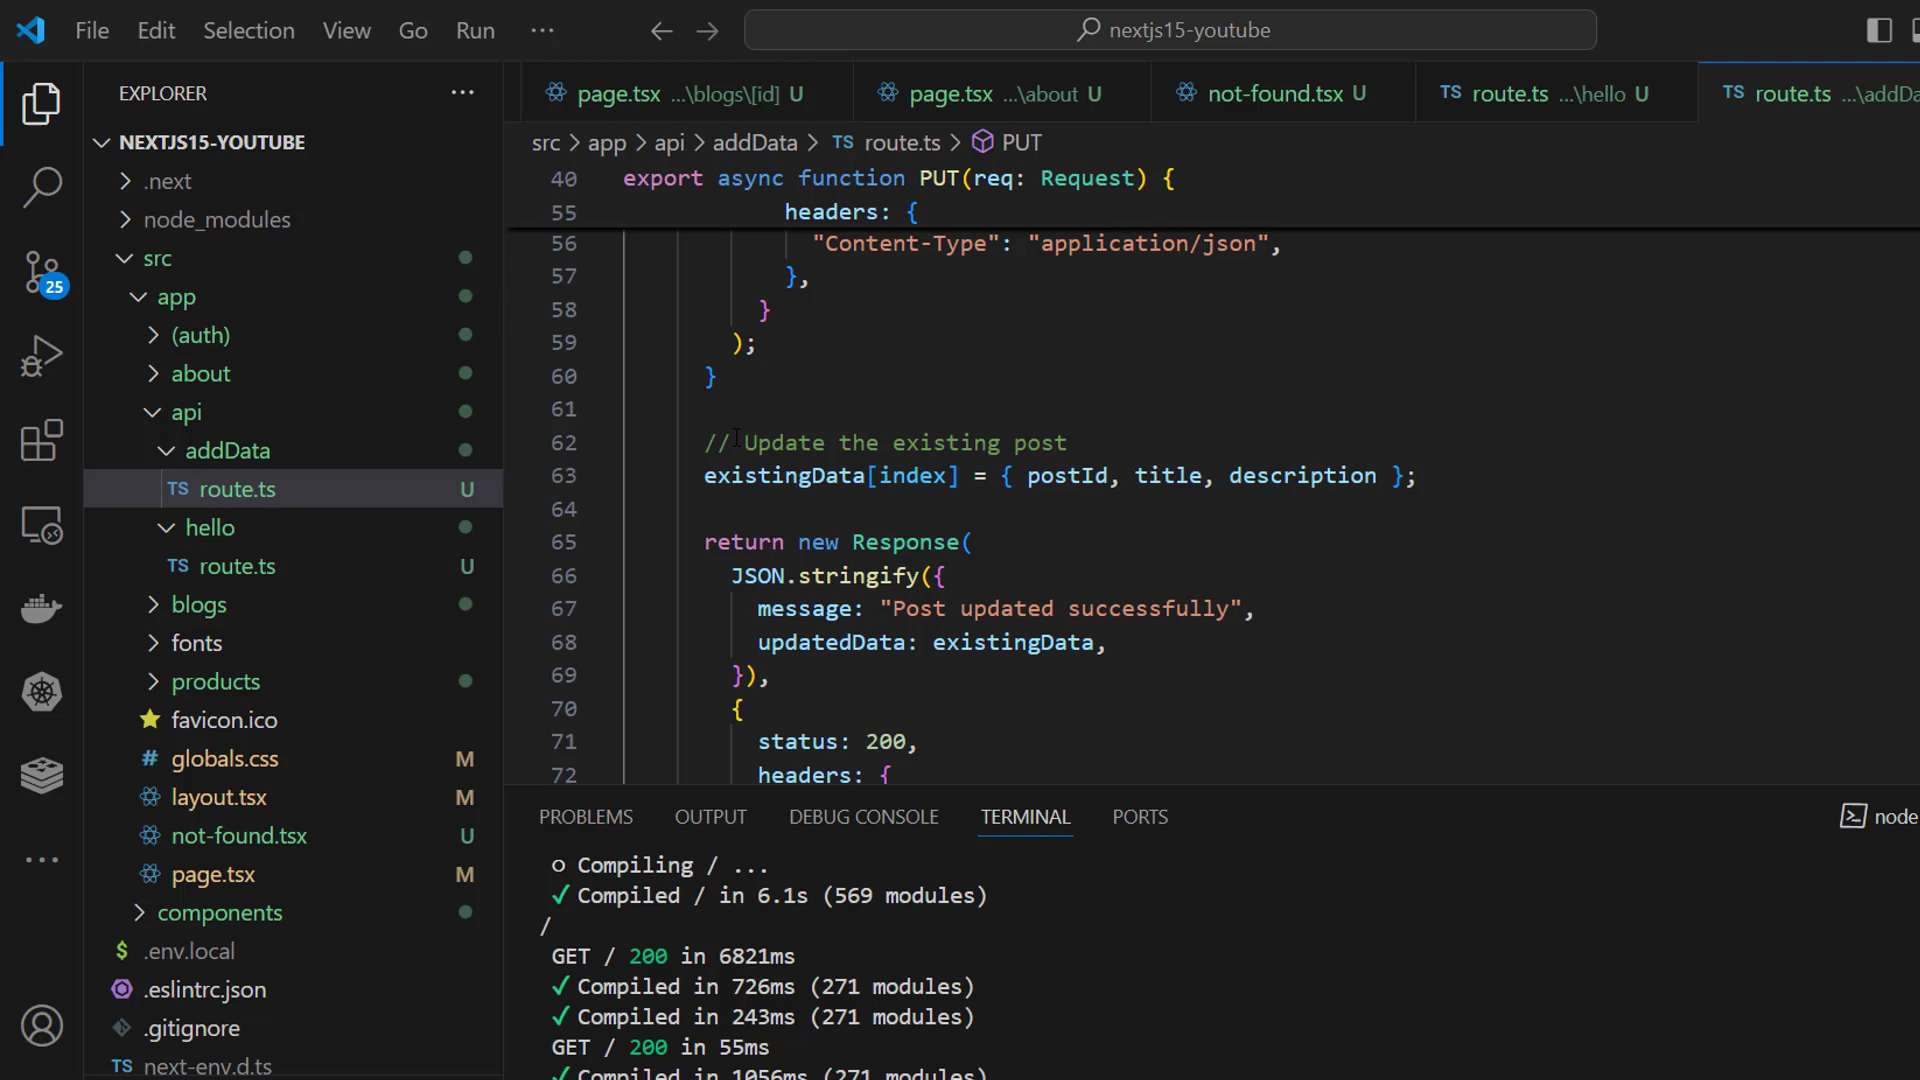 File Edit Selection View Go Run ···
nextjs15-youtube
EXPLORER ···
NEXTJS15-YOUTUBE
.next
node_modules
src
app
(auth)
about
api
addData
TS route.ts U
hello
TS route.ts U
blogs
fonts
products
favicon.ico
# globals.css M
layout.tsx M
not-found.tsx U
page.tsx M
components
$ .env.local
.eslintrc.json
.gitignore
TS next-env.d.ts
25
page.tsx ...\blogs\[id] U
page.tsx ...\about U
not-found.tsx U
TS route.ts ...\hello U
TS route.ts ...\addDa
src > app > api > addData > TS route.ts > PUT
40 export async function PUT(req: Request) {
55 headers: {
56 "Content-Type": "application/json",
57 },
58 }
59 );
60 }
61
62 // Update the existing post
63 existingData[index] = { postId, title, description };
64
65 return new Response(
66 JSON.stringify({
67 message: "Post updated successfully",
68 updatedData: existingData,
69 }),
70 {
71 status: 200,
72 headers: {
PROBLEMS OUTPUT DEBUG CONSOLE TERMINAL PORTS
node
○ Compiling / ...
✓ Compiled / in 6.1s (569 modules)
/
GET / 200 in 6821ms
✓ Compiled in 726ms (271 modules)
✓ Compiled in 243ms (271 modules)
GET / 200 in 55ms
✓ Compiled in 1056ms (271 modules)